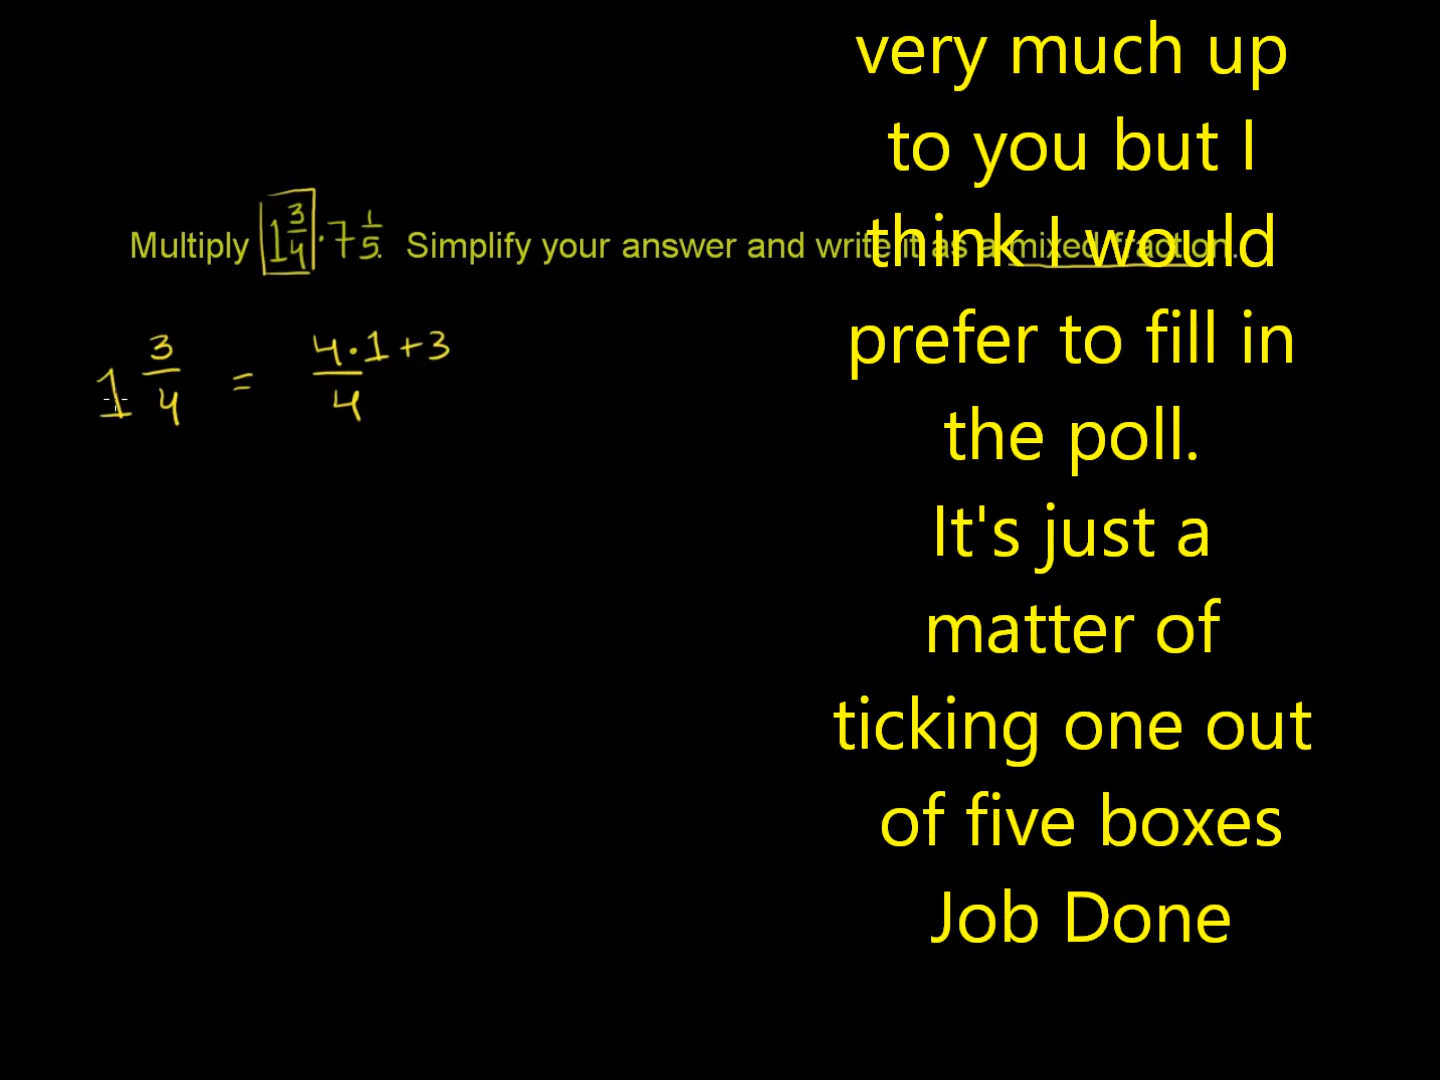 very much up
to you but I
think I would
prefer to fill in
the poll.
It's just a
matter of
ticking one out
of five boxes
Job Done
Multiply 1 3/4 · 7 1/5. Simplify your answer and write it as a mixed fraction.
1 3/4 = 4·1+3/4